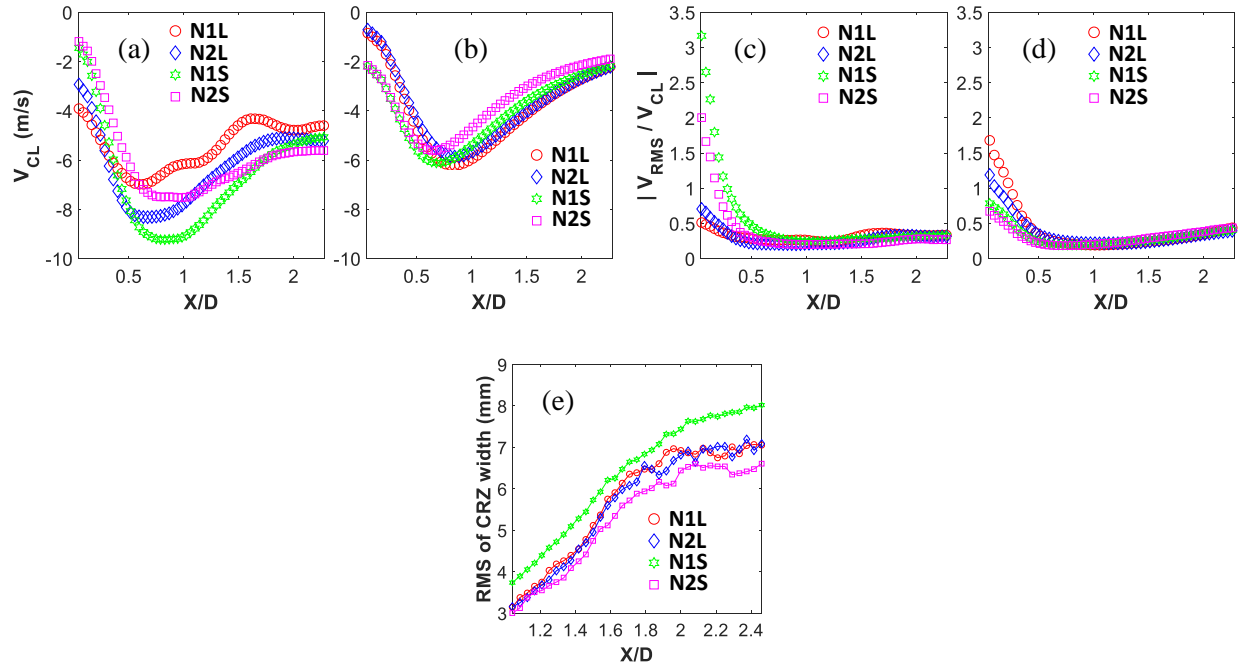 (a)
N1L
N2L
N1S
N2S
V_CL (m/s)
0
-2
-4
-6
-8
-10
0.5
1
1.5
2
X/D
(b)
N1L
N2L
N1S
N2S
0
-2
-4
-6
-8
-10
0.5
1
1.5
2
X/D
(c)
N1L
N2L
N1S
N2S
| V_RMS / V_CL |
3.5
3
2.5
2
1.5
1
0.5
0
0.5
1
1.5
2
X/D
(d)
N1L
N2L
N1S
N2S
3.5
3
2.5
2
1.5
1
0.5
0
0.5
1
1.5
2
X/D
(e)
N1L
N2L
N1S
N2S
RMS of CRZ width (mm)
9
8
7
6
5
4
3
1.2
1.4
1.6
1.8
2
2.2
2.4
X/D